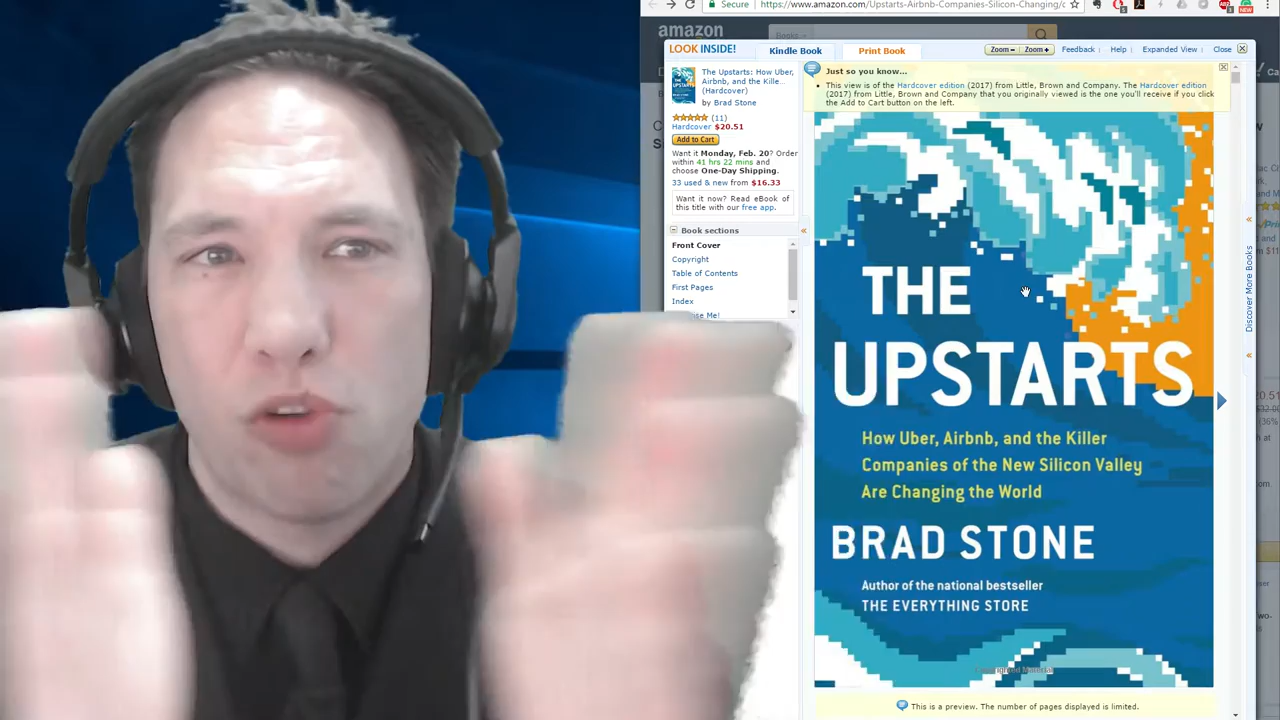 Secure
https://www.amazon.com/Upstarts-Airbnb-Companies-Silicon-Changing/
amazon
Books
LOOK INSIDE!
Kindle Book
Print Book
Zoom −
Zoom +
Feedback
Help
Expanded View
Close
The Upstarts: How Uber,
Airbnb, and the Kille...
(Hardcover)
by Brad Stone
(11)
Hardcover $20.51
Add to Cart
Want it Monday, Feb. 20? Order
within 41 hrs 22 mins and
choose One-Day Shipping.
33 used & new from $16.33
Want it now? Read eBook of
this title with our free app.
Book sections
Front Cover
Copyright
Table of Contents
First Pages
Index
ise Me!
Just so you know...
This view is of the Hardcover edition (2017) from Little, Brown and Company. The Hardcover edition
(2017) from Little, Brown and Company that you originally viewed is the one you'll receive if you click
the Add to Cart button on the left.
THE
UPSTARTS
How Uber, Airbnb, and the Killer
Companies of the New Silicon Valley
Are Changing the World
BRAD STONE
Author of the national bestseller
THE EVERYTHING STORE
This is a preview. The number of pages displayed is limited.
Discover More Books